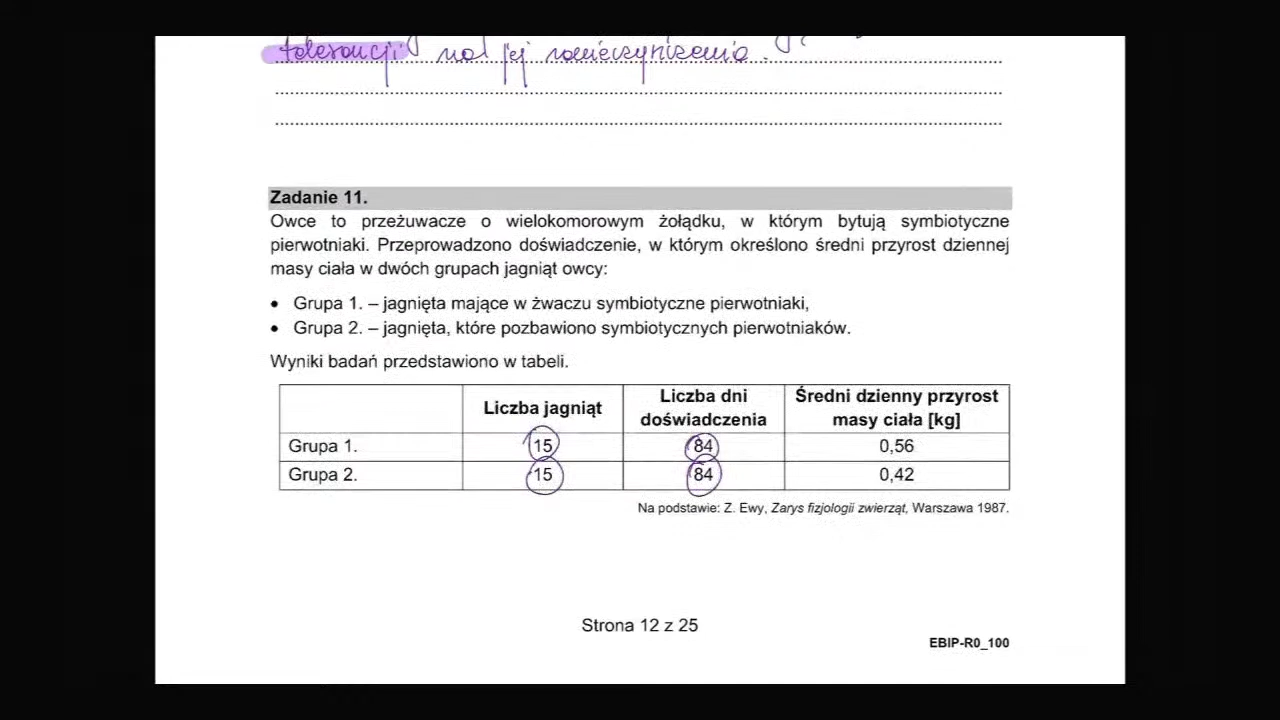 tolerancji na jej zanieczyszczenia.
Zadanie 11.
Owce to przeżuwacze o wielokomorowym żołądku, w którym bytują symbiotyczne
pierwotniaki. Przeprowadzono doświadczenie, w którym określono średni przyrost dziennej
masy ciała w dwóch grupach jagniąt owcy:
• Grupa 1. – jagnięta mające w żwaczu symbiotyczne pierwotniaki,
• Grupa 2. – jagnięta, które pozbawiono symbiotycznych pierwotniaków.
Wyniki badań przedstawiono w tabeli.
Liczba jagniąt Liczba dni doświadczenia Średni dzienny przyrost masy ciała [kg]
Grupa 1. 15 84 0,56
Grupa 2. 15 84 0,42
Na podstawie: Z. Ewy, Zarys fizjologii zwierząt, Warszawa 1987.
Strona 12 z 25
EBIP-R0_100